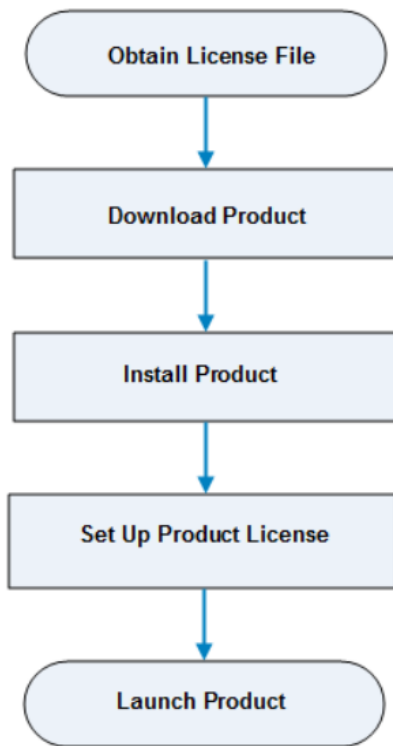 Obtain License File
Download Product
Install Product
Set Up Product License
Launch Product